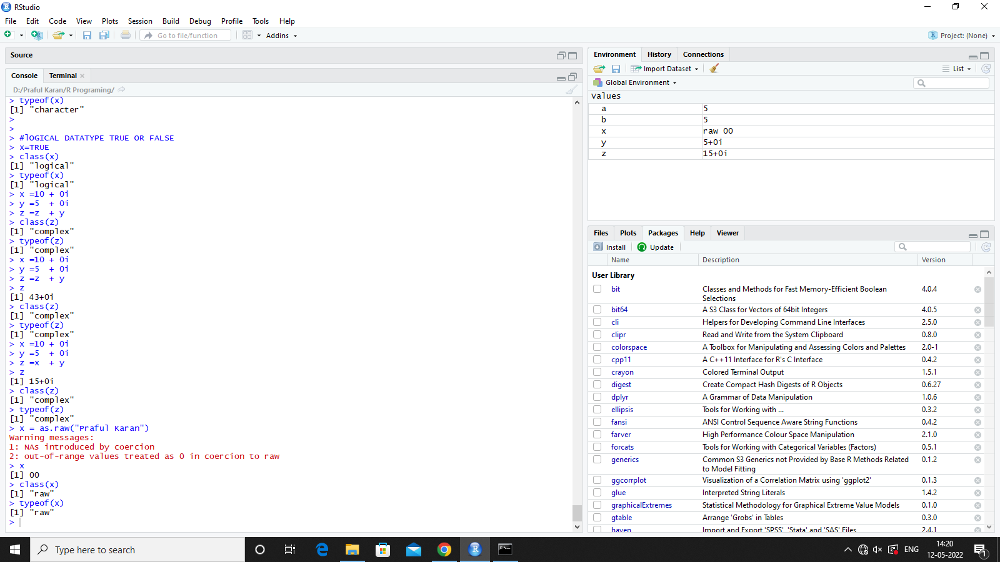 RStudio
File Edit Code View Plots Session Build Debug Profile Tools Help
Go to file/function Addins Project: (None)
Source
Console Terminal
D:/Praful Karan/R Programing/
> typeof(x)
[1] "character"
>
>
> #lOGICAL DATATYPE TRUE OR FALSE
> x=TRUE
> class(x)
[1] "logical"
> typeof(x)
[1] "logical"
> x =10 + 0i
> y =5  + 0i
> z =z  + y
> class(z)
[1] "complex"
> typeof(z)
[1] "complex"
> x =10 + 0i
> y =5  + 0i
> z =z  + y
> z
[1] 43+0i
> class(z)
[1] "complex"
> typeof(z)
[1] "complex"
> x =10 + 0i
> y =5  + 0i
> z =x  + y
> z
[1] 15+0i
> class(z)
[1] "complex"
> typeof(z)
[1] "complex"
> x = as.raw("Praful Karan")
Warning messages:
1: NAs introduced by coercion
2: out-of-range values treated as 0 in coercion to raw
> x
[1] 00
> class(x)
[1] "raw"
> typeof(x)
[1] "raw"
>
Environment History Connections
Import Dataset List
Global Environment
Values
a 5
b 5
x raw 00
y 5+0i
z 15+0i
Files Plots Packages Help Viewer
Install Update
Name Description Version
User Library
bit Classes and Methods for Fast Memory-Efficient Boolean 4.0.4
Selections
bit64 A S3 Class for Vectors of 64bit Integers 4.0.5
cli Helpers for Developing Command Line Interfaces 2.5.0
clipr Read and Write from the System Clipboard 0.8.0
colorspace A Toolbox for Manipulating and Assessing Colors and Palettes 2.0-1
cpp11 A C++11 Interface for R's C Interface 0.4.2
crayon Colored Terminal Output 1.5.1
digest Create Compact Hash Digests of R Objects 0.6.27
dplyr A Grammar of Data Manipulation 1.0.6
ellipsis Tools for Working with ... 0.3.2
fansi ANSI Control Sequence Aware String Functions 0.4.2
farver High Performance Colour Space Manipulation 2.1.0
forcats Tools for Working with Categorical Variables (Factors) 0.5.1
generics Common S3 Generics not Provided by Base R Methods Related 0.1.2
to Model Fitting
ggcorrplot Visualization of a Correlation Matrix using 'ggplot2' 0.1.3
glue Interpreted String Literals 1.4.2
graphicalExtremes Statistical Methodology for Graphical Extreme Value Models 0.1.0
gtable Arrange 'Grobs' in Tables 0.3.0
haven Import and Export 'SPSS', 'Stata' and 'SAS' Files 2.4.1
Type here to search
ENG 14:20
12-05-2022
1